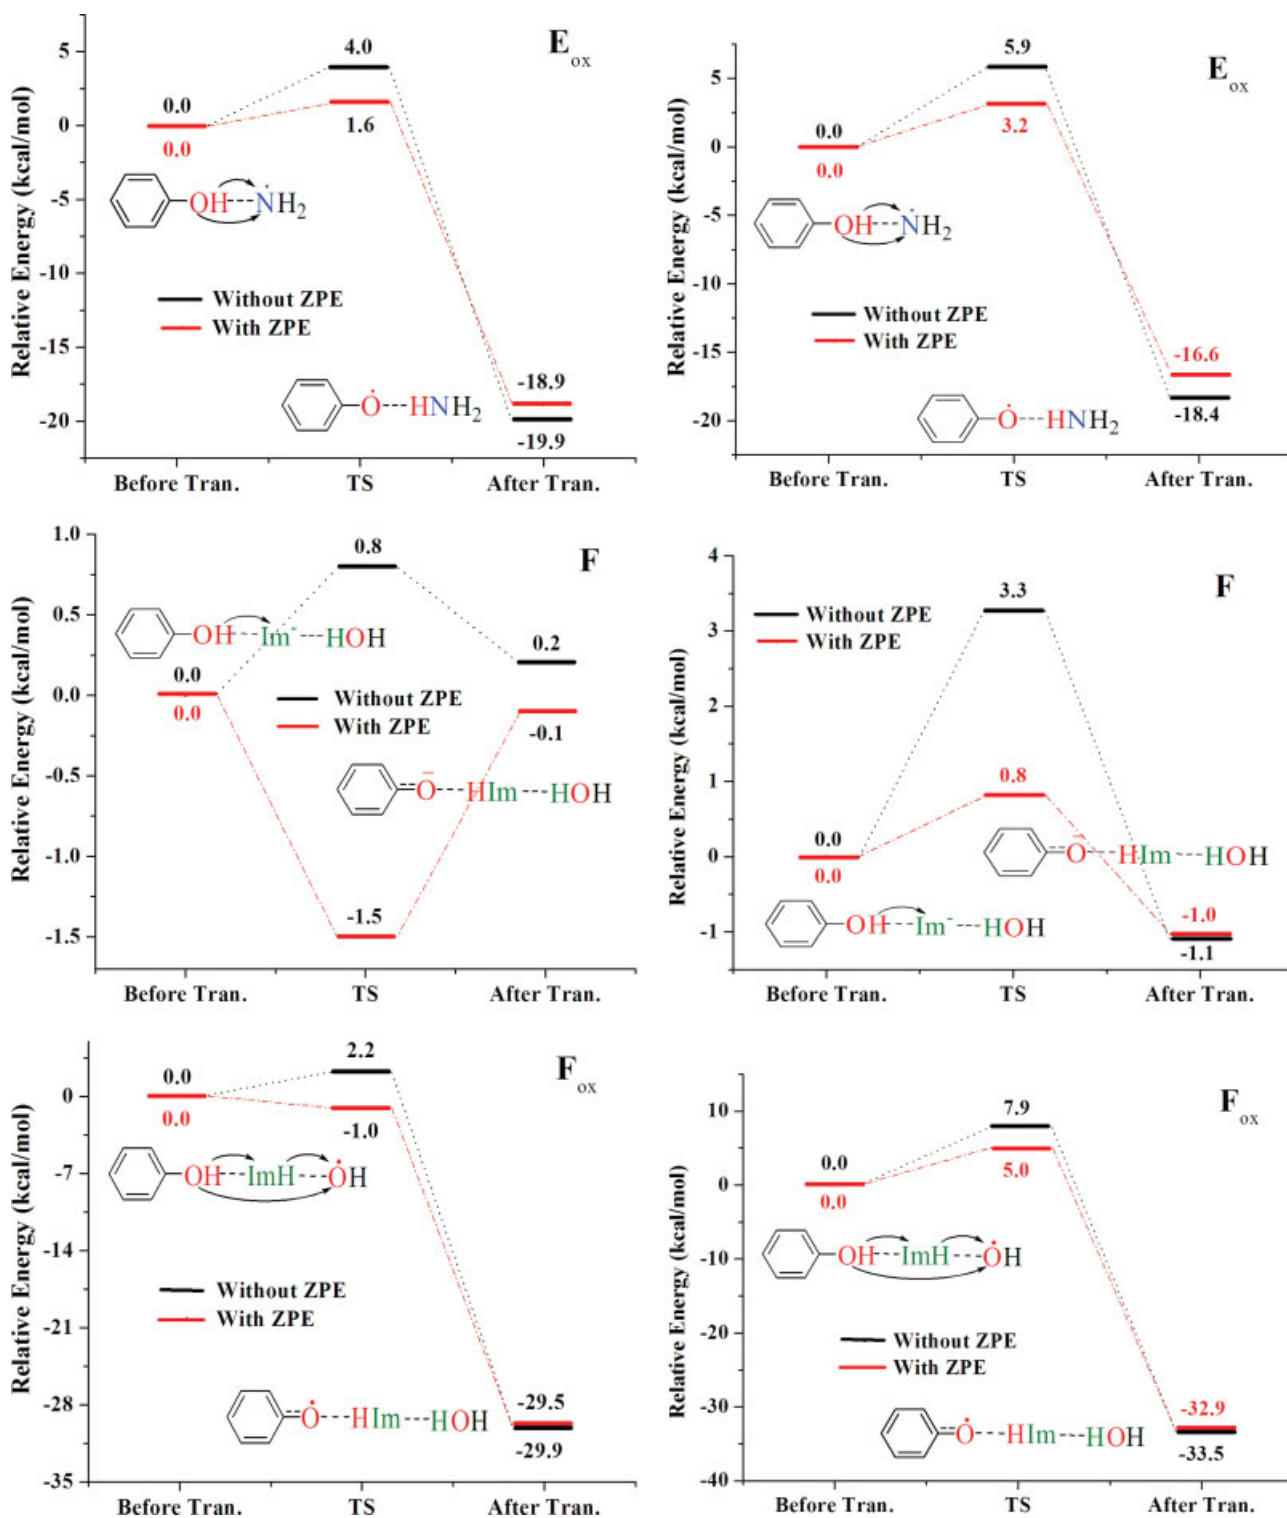 E ox
5
4.0
0.0
0
0.0
1.6
OH---ṄH2
-5
-10
Without ZPE
With ZPE
-15
-18.9
Ȯ---HNH2
-20
-19.9
Relative Energy (kcal/mol)
Before Tran. TS After Tran.
E ox
5.9
5
3.2
0.0
0
0.0
OH---ṄH2
-5
-10
Without ZPE
With ZPE
-15
-16.6
Ȯ---HNH2
-20
-18.4
Relative Energy (kcal/mol)
Before Tran. TS After Tran.
F
1.0
0.8
0.5
OH---Im----HOH
0.2
0.0
0.0
0.0
Without ZPE
With ZPE
-0.1
-0.5
O−---HIm---HOH
-1.0
-1.5
-1.5
Relative Energy (kcal/mol)
Before Tran. TS After Tran.
F
4
3.3
Without ZPE
3
With ZPE
2
1
0.8
0.0
0
0.0
O−---HIm---HOH
OH---Im----HOH
-1.0
-1
-1.1
Relative Energy (kcal/mol)
Before Tran. TS After Tran.
F ox
2.2
0.0
0
0.0
-1.0
OH---ImH---ȮH
-7
-14
Without ZPE
With ZPE
-21
-28
-29.5
Ȯ---HIm---HOH
-29.9
-35
Relative Energy (kcal/mol)
Before Tran. TS After Tran.
F ox
10
7.9
0.0
5.0
0
0.0
OH---ImH---ȮH
-10
-20
Without ZPE
With ZPE
-30
-32.9
Ȯ---HIm---HOH
-33.5
-40
Relative Energy (kcal/mol)
Before Tran. TS After Tran.